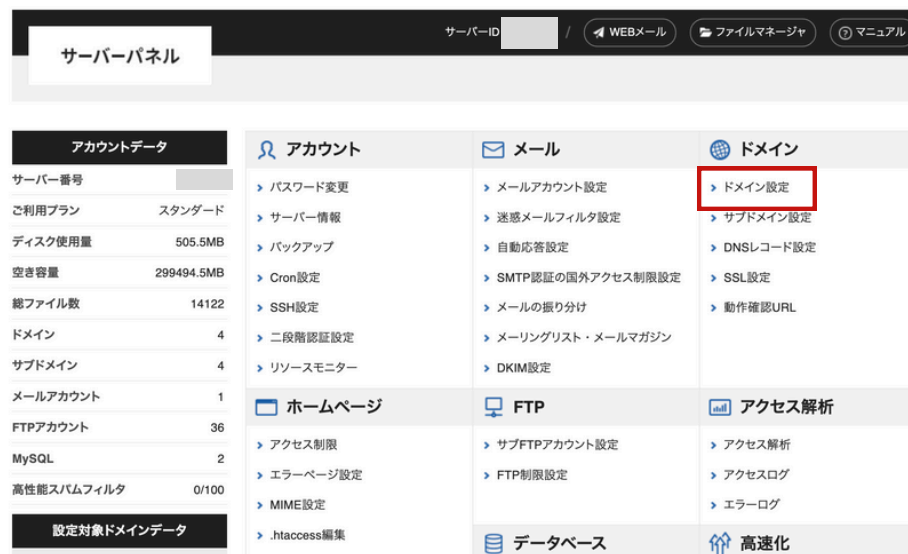 サーバーパネル
サーバーID
/
WEBメール
ファイルマネージャ
マニュアル
アカウントデータ
サーバー番号
ご利用プラン スタンダード
ディスク使用量 505.5MB
空き容量 299494.5MB
総ファイル数 14122
ドメイン 4
サブドメイン 4
メールアカウント 1
FTPアカウント 36
MySQL 2
高性能スパムフィルタ 0/100
設定対象ドメインデータ
アカウント
パスワード変更
サーバー情報
バックアップ
Cron設定
SSH設定
二段階認証設定
リソースモニター
メール
メールアカウント設定
迷惑メールフィルタ設定
自動応答設定
SMTP認証の国外アクセス制限設定
メールの振り分け
メーリングリスト・メールマガジン
DKIM設定
ドメイン
ドメイン設定
サブドメイン設定
DNSレコード設定
SSL設定
動作確認URL
ホームページ
アクセス制限
エラーページ設定
MIME設定
.htaccess編集
FTP
サブFTPアカウント設定
FTP制限設定
データベース
アクセス解析
アクセス解析
アクセスログ
エラーログ
高速化